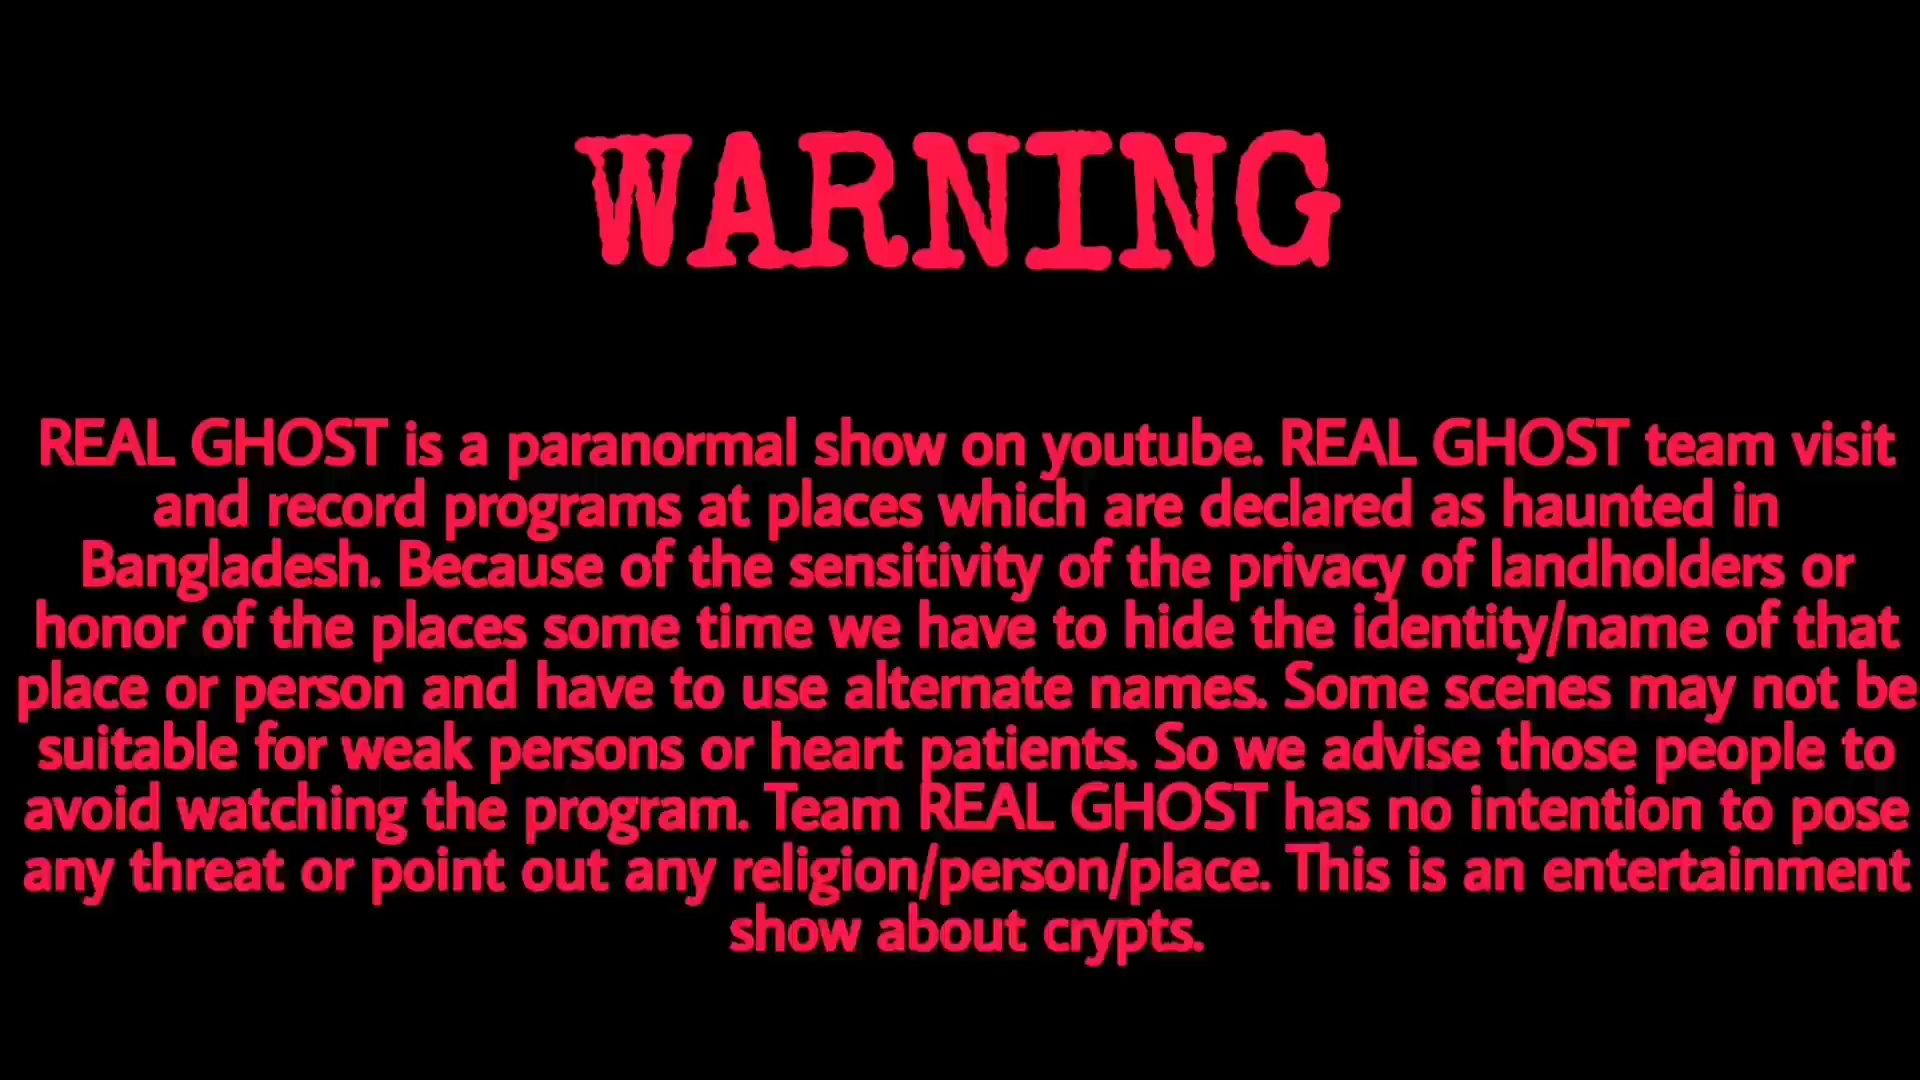 WARNING
REAL GHOST is a paranormal show on youtube. REAL GHOST team visit
and record programs at places which are declared as haunted in
Bangladesh. Because of the sensitivity of the privacy of landholders or
honor of the places some time we have to hide the identity/name of that
place or person and have to use alternate names. Some scenes may not be
suitable for weak persons or heart patients. So we advise those people to
avoid watching the program. Team REAL GHOST has no intention to pose
any threat or point out any religion/person/place. This is an entertainment
show about crypts.